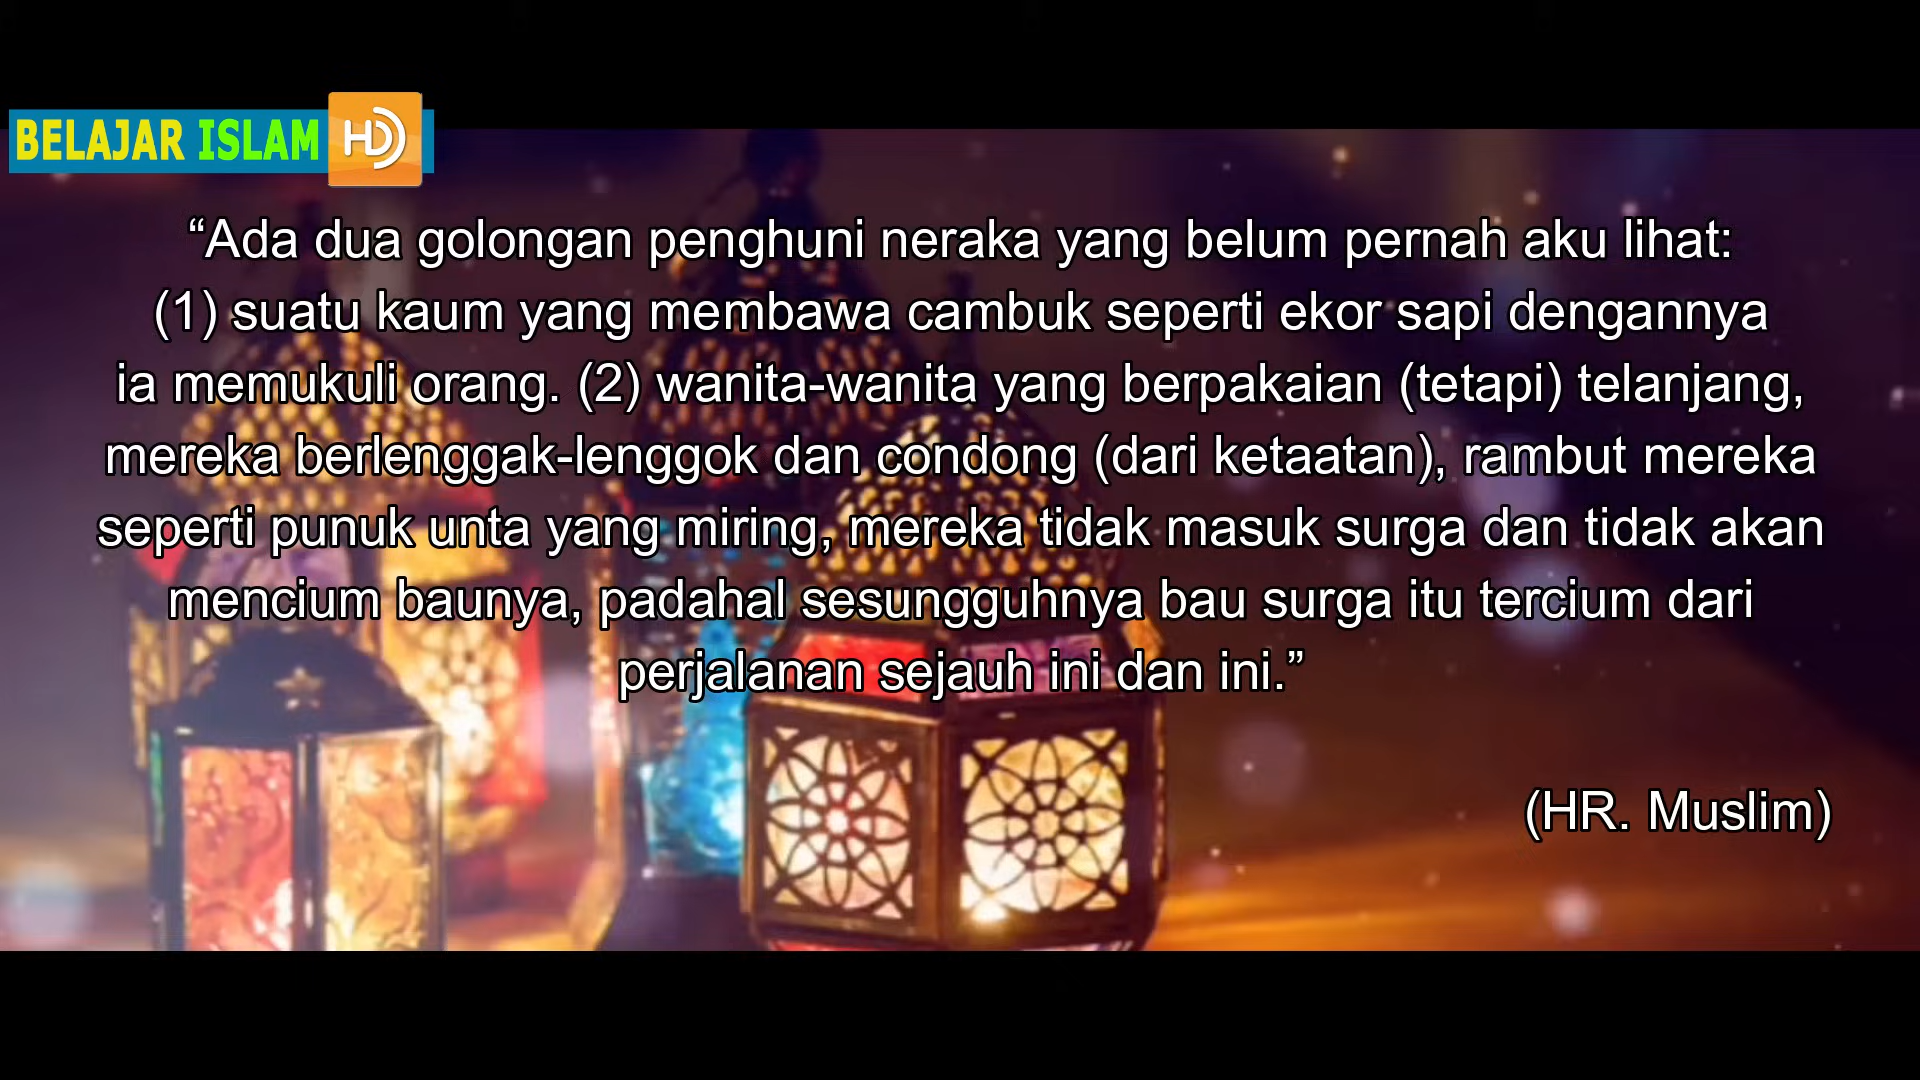 BELAJAR ISLAM HD
“Ada dua golongan penghuni neraka yang belum pernah aku lihat:
(1) suatu kaum yang membawa cambuk seperti ekor sapi dengannya
ia memukuli orang. (2) wanita-wanita yang berpakaian (tetapi) telanjang,
mereka berlenggak-lenggok dan condong (dari ketaatan), rambut mereka
seperti punuk unta yang miring, mereka tidak masuk surga dan tidak akan
mencium baunya, padahal sesungguhnya bau surga itu tercium dari
perjalanan sejauh ini dan ini.”
(HR. Muslim)